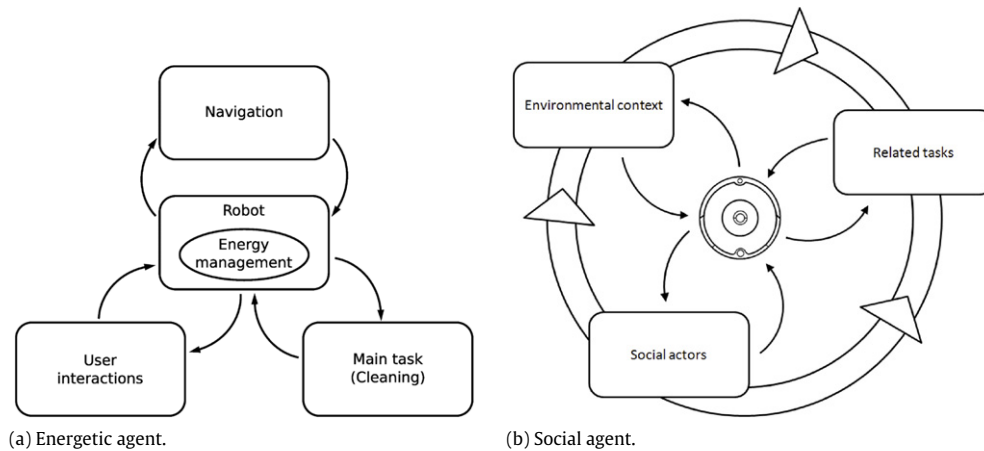 Navigation
Robot
Energy
management
User
interactions
Main task
(Cleaning)
(a) Energetic agent.
Environmental context
Related tasks
Social actors
(b) Social agent.